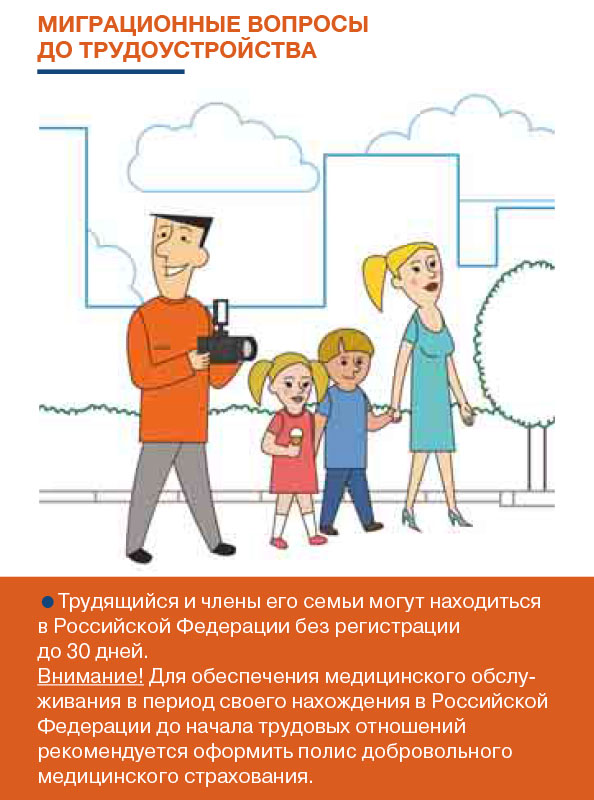 МИГРАЦИОННЫЕ ВОПРОСЫ
ДО ТРУДОУСТРОЙСТВА
● Трудящийся и члены его семьи могут находиться
в Российской Федерации без регистрации
до 30 дней.
Внимание! Для обеспечения медицинского обслу-
живания в период своего нахождения в Российской
Федерации до начала трудовых отношений
рекомендуется оформить полис добровольного
медицинского страхования.